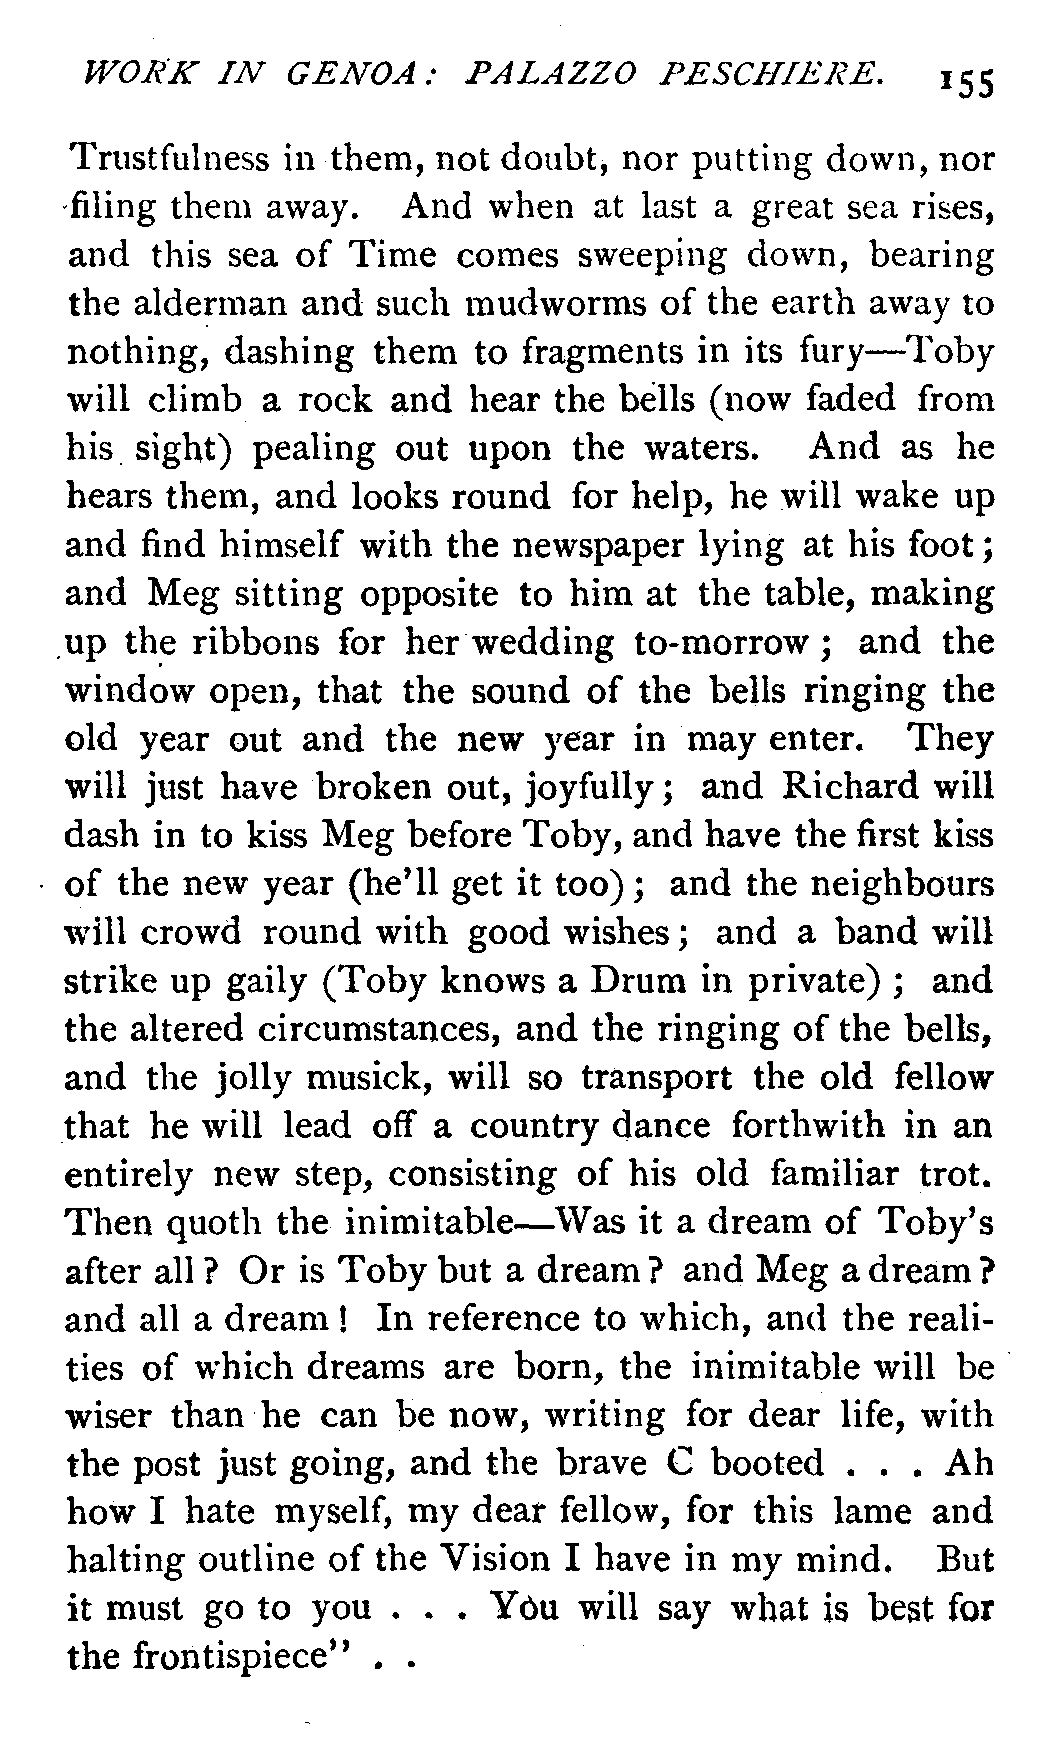 WORK IN GENOA: PALAZZO PESCHIERE. 155
Trustfulness in them, not doubt, nor putting down, nor
filing them away. And when at last a great sea rises,
and this sea of Time comes sweeping down, bearing
the alderman and such mudworms of the earth away to
nothing, dashing them to fragments in its fury—Toby
will climb a rock and hear the bells (now faded from
his sight) pealing out upon the waters. And as he
hears them, and looks round for help, he will wake up
and find himself with the newspaper lying at his foot;
and Meg sitting opposite to him at the table, making
up the ribbons for her wedding to-morrow; and the
window open, that the sound of the bells ringing the
old year out and the new year in may enter. They
will just have broken out, joyfully; and Richard will
dash in to kiss Meg before Toby, and have the first kiss
of the new year (he'll get it too); and the neighbours
will crowd round with good wishes; and a band will
strike up gaily (Toby knows a Drum in private); and
the altered circumstances, and the ringing of the bells,
and the jolly musick, will so transport the old fellow
that he will lead off a country dance forthwith in an
entirely new step, consisting of his old familiar trot.
Then quoth the inimitable—Was it a dream of Toby's
after all? Or is Toby but a dream? and Meg a dream?
and all a dream! In reference to which, and the reali-
ties of which dreams are born, the inimitable will be
wiser than he can be now, writing for dear life, with
the post just going, and the brave C booted . . . Ah
how I hate myself, my dear fellow, for this lame and
halting outline of the Vision I have in my mind. But
it must go to you . . . You will say what is best for
the frontispiece" . .